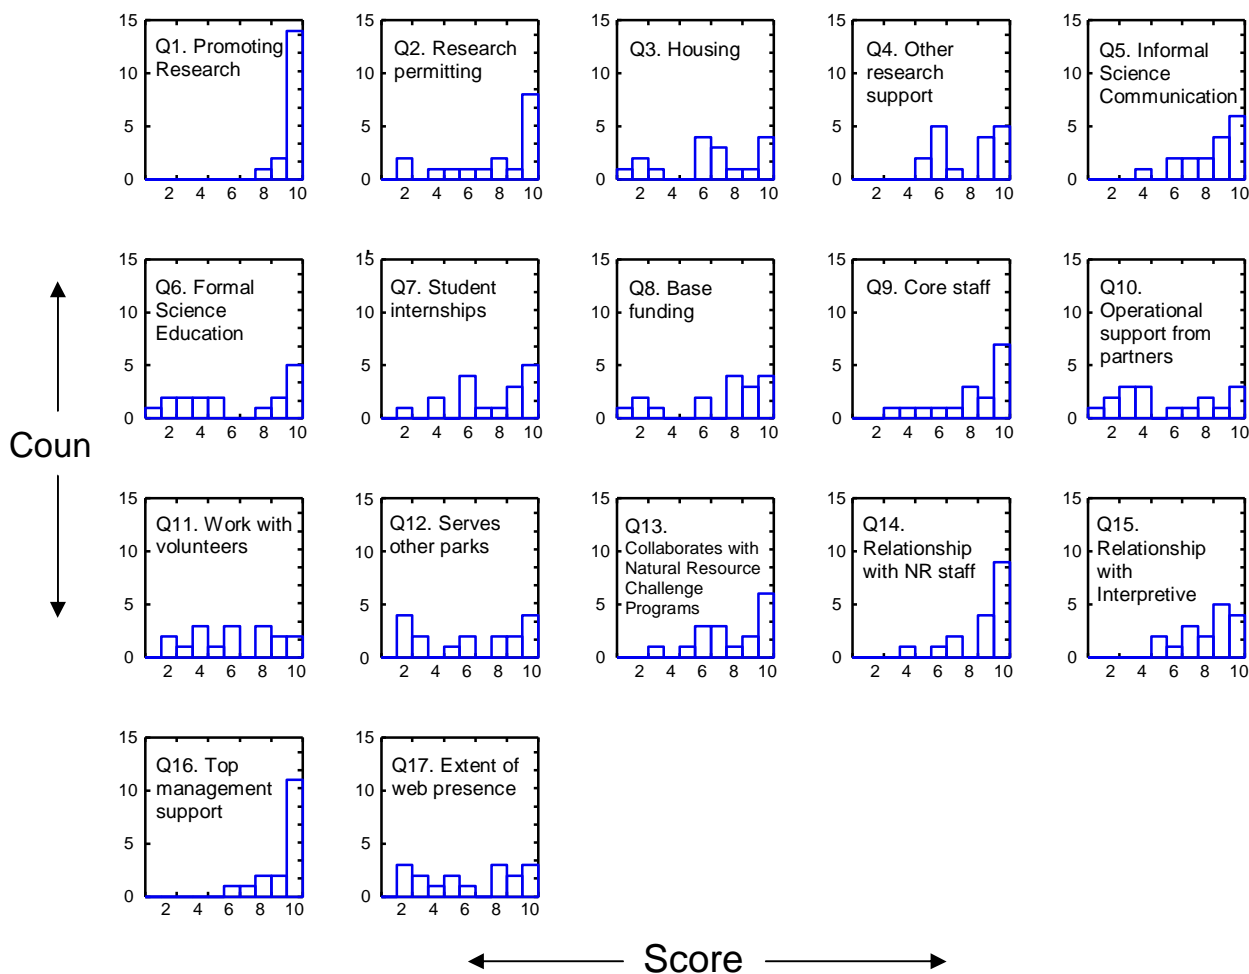 15
10
5
0
Q1. Promoting
Research
2 4 6 8 10
15
10
5
0
Q2. Research
permitting
2 4 6 8 10
15
10
5
0
Q3. Housing
2 4 6 8 10
15
10
5
0
Q4. Other
research
support
2 4 6 8 10
15
10
5
0
Q5. Informal
Science
Communication
2 4 6 8 10
15
10
5
0
Q6. Formal
Science
Education
2 4 6 8 10
15
10
5
0
Q7. Student
internships
2 4 6 8 10
15
10
5
0
Q8. Base
funding
2 4 6 8 10
15
10
5
0
Q9. Core staff
2 4 6 8 10
15
10
5
0
Q10.
Operational
support from
partners
2 4 6 8 10
Coun
15
10
5
0
Q11. Work with
volunteers
2 4 6 8 10
15
10
5
0
Q12. Serves
other parks
2 4 6 8 10
15
10
5
0
Q13.
Collaborates with
Natural Resource
Challenge
Programs
2 4 6 8 10
15
10
5
0
Q14.
Relationship
with NR staff
2 4 6 8 10
15
10
5
0
Q15.
Relationship
with
Interpretive
2 4 6 8 10
15
10
5
0
Q16. Top
management
support
2 4 6 8 10
15
10
5
0
Q17. Extent of
web presence
2 4 6 8 10
Score